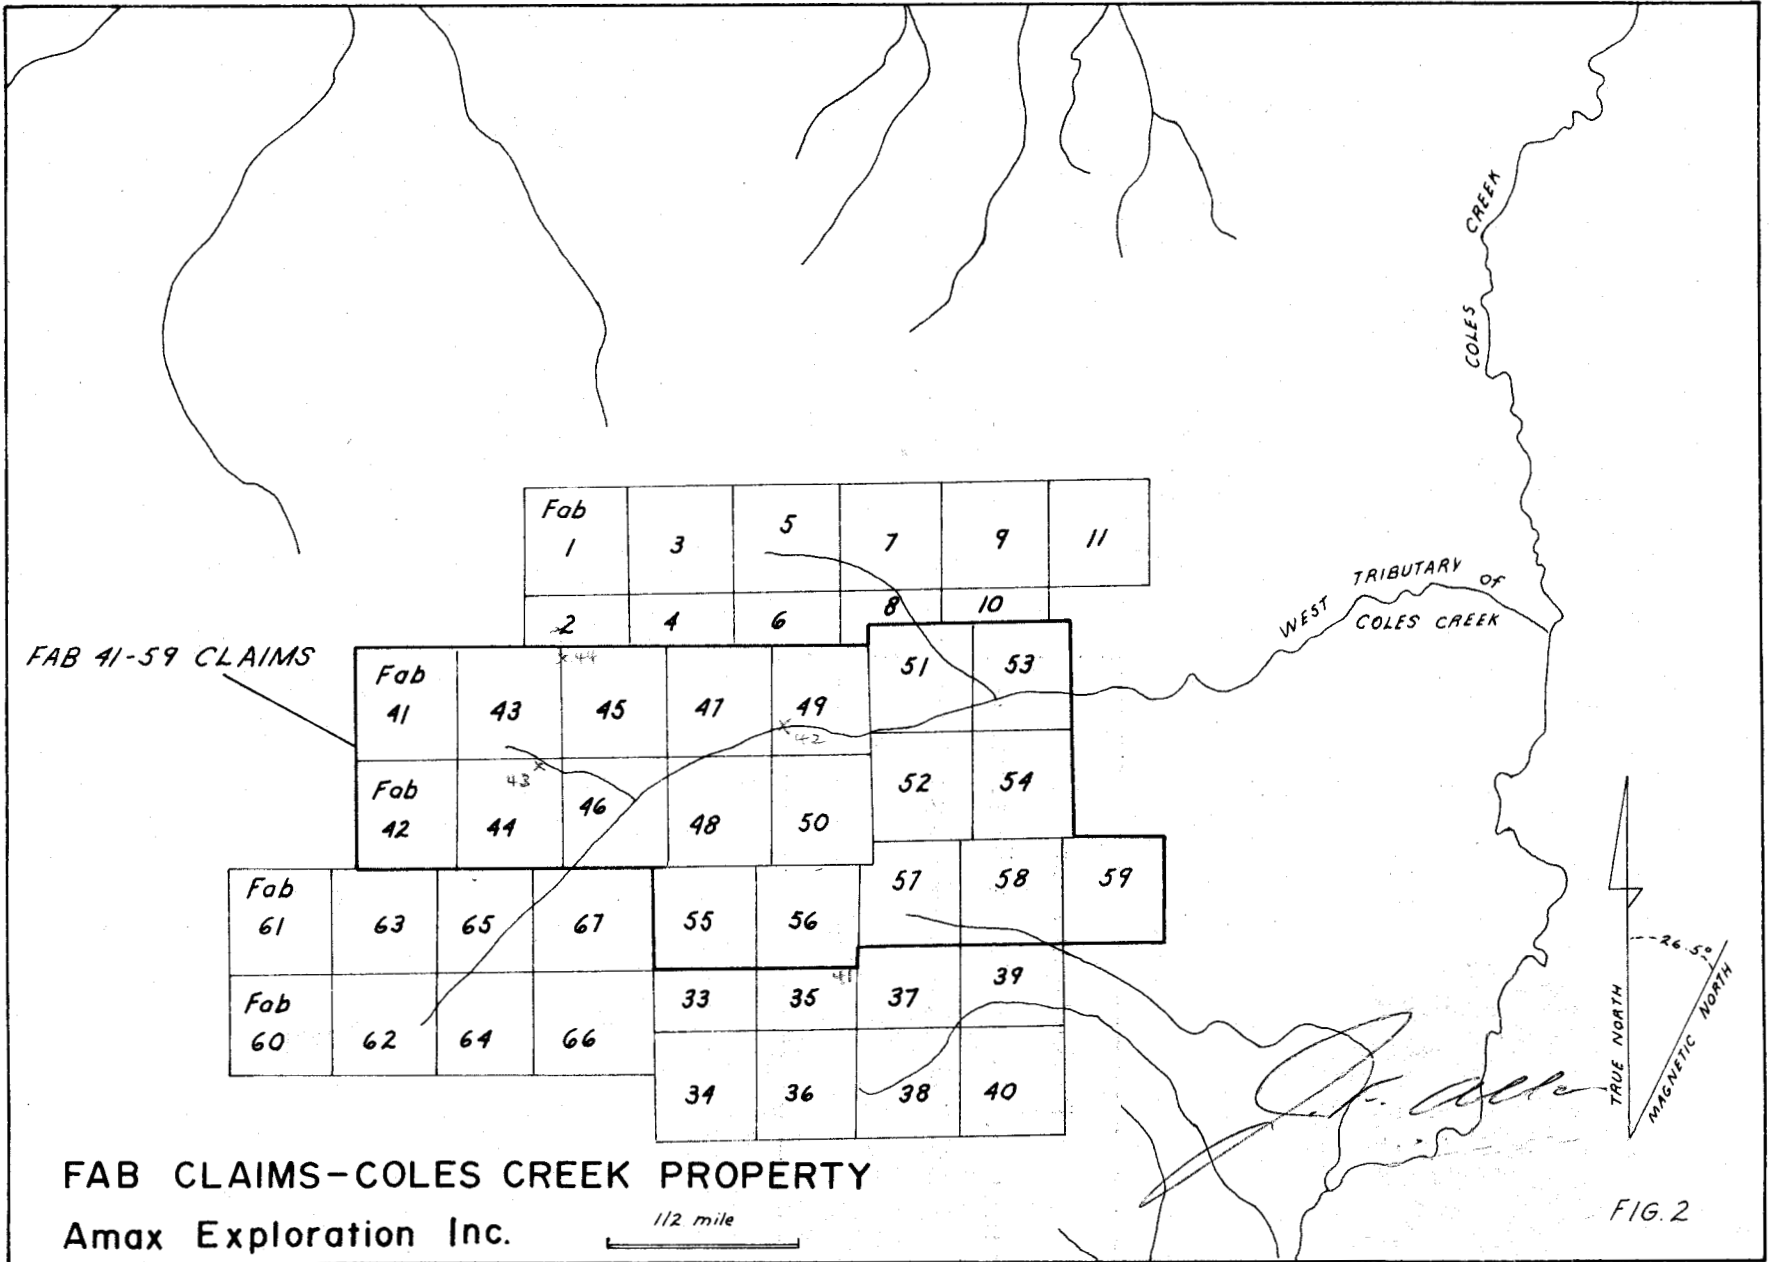 CREEK
COLES
Fab
1 3 5 7 9 11
2 4 6 8 10
TRIBUTARY of
WEST COLES CREEK
FAB 41-59 CLAIMS
x 44
Fab
41 43 45 47 49 51 53
x 42
43 x
Fab
42 44 46 48 50 52 54
Fab
61 63 65 67 55 56 57 58 59
41
Fab
60 62 64 66
33 35 37 39
34 36 38 40
26.5°
TRUE NORTH
MAGNETIC NORTH
FAB CLAIMS-COLES CREEK PROPERTY
Amax Exploration Inc.
1/2 mile
FIG. 2